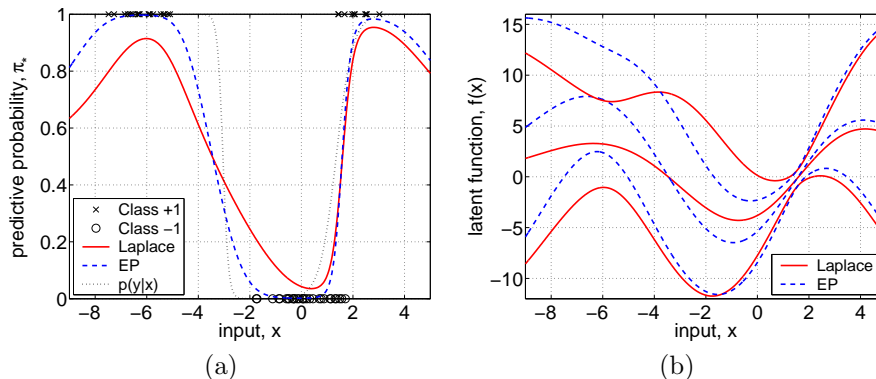 1
0.8
0.6
0.4
0.2
0
predictive probability, π*
Class +1
Class −1
Laplace
EP
p(y|x)
−8 −6 −4 −2 0 2 4
input, x
(a)
15
10
5
0
−5
−10
latent function, f(x)
Laplace
EP
−8 −6 −4 −2 0 2 4
input, x
(b)